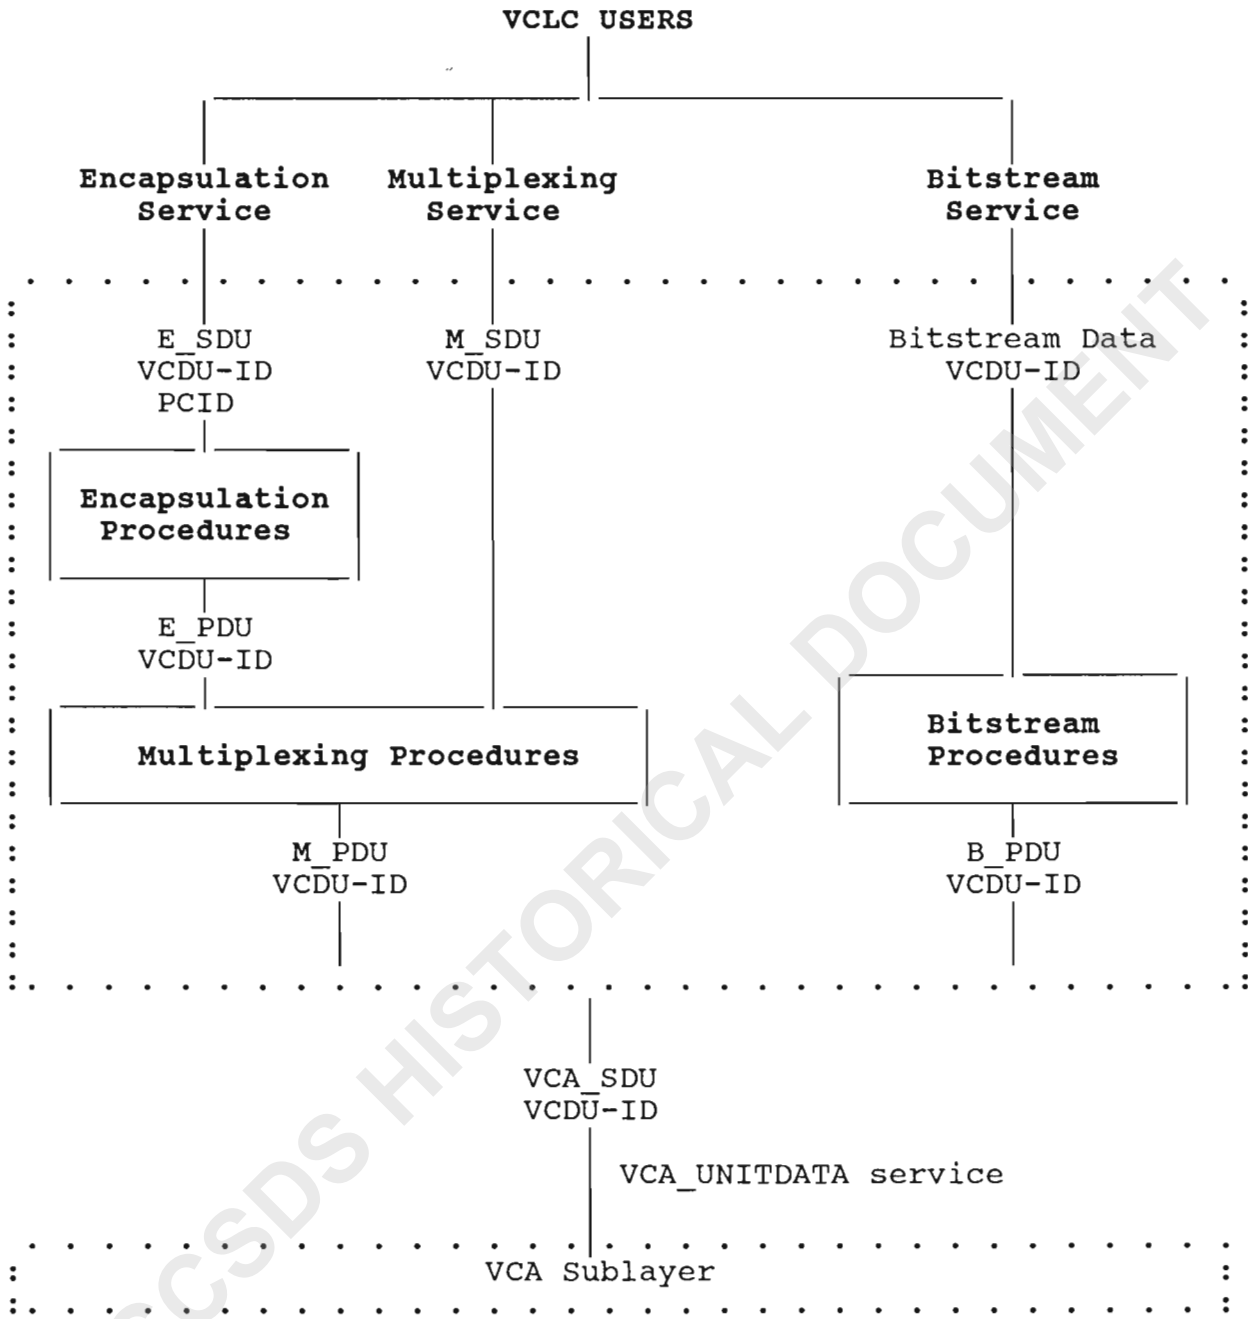 VCLC USERS
Encapsulation Service
Multiplexing Service
Bitstream Service
E_SDU
VCDU-ID
PCID
M_SDU
VCDU-ID
Bitstream Data
VCDU-ID
Encapsulation
Procedures
E_PDU
VCDU-ID
Multiplexing Procedures
Bitstream
Procedures
M_PDU
VCDU-ID
B_PDU
VCDU-ID
VCA_SDU
VCDU-ID
VCA_UNITDATA service
VCA Sublayer
CCSDS HISTORICAL DOCUMENT